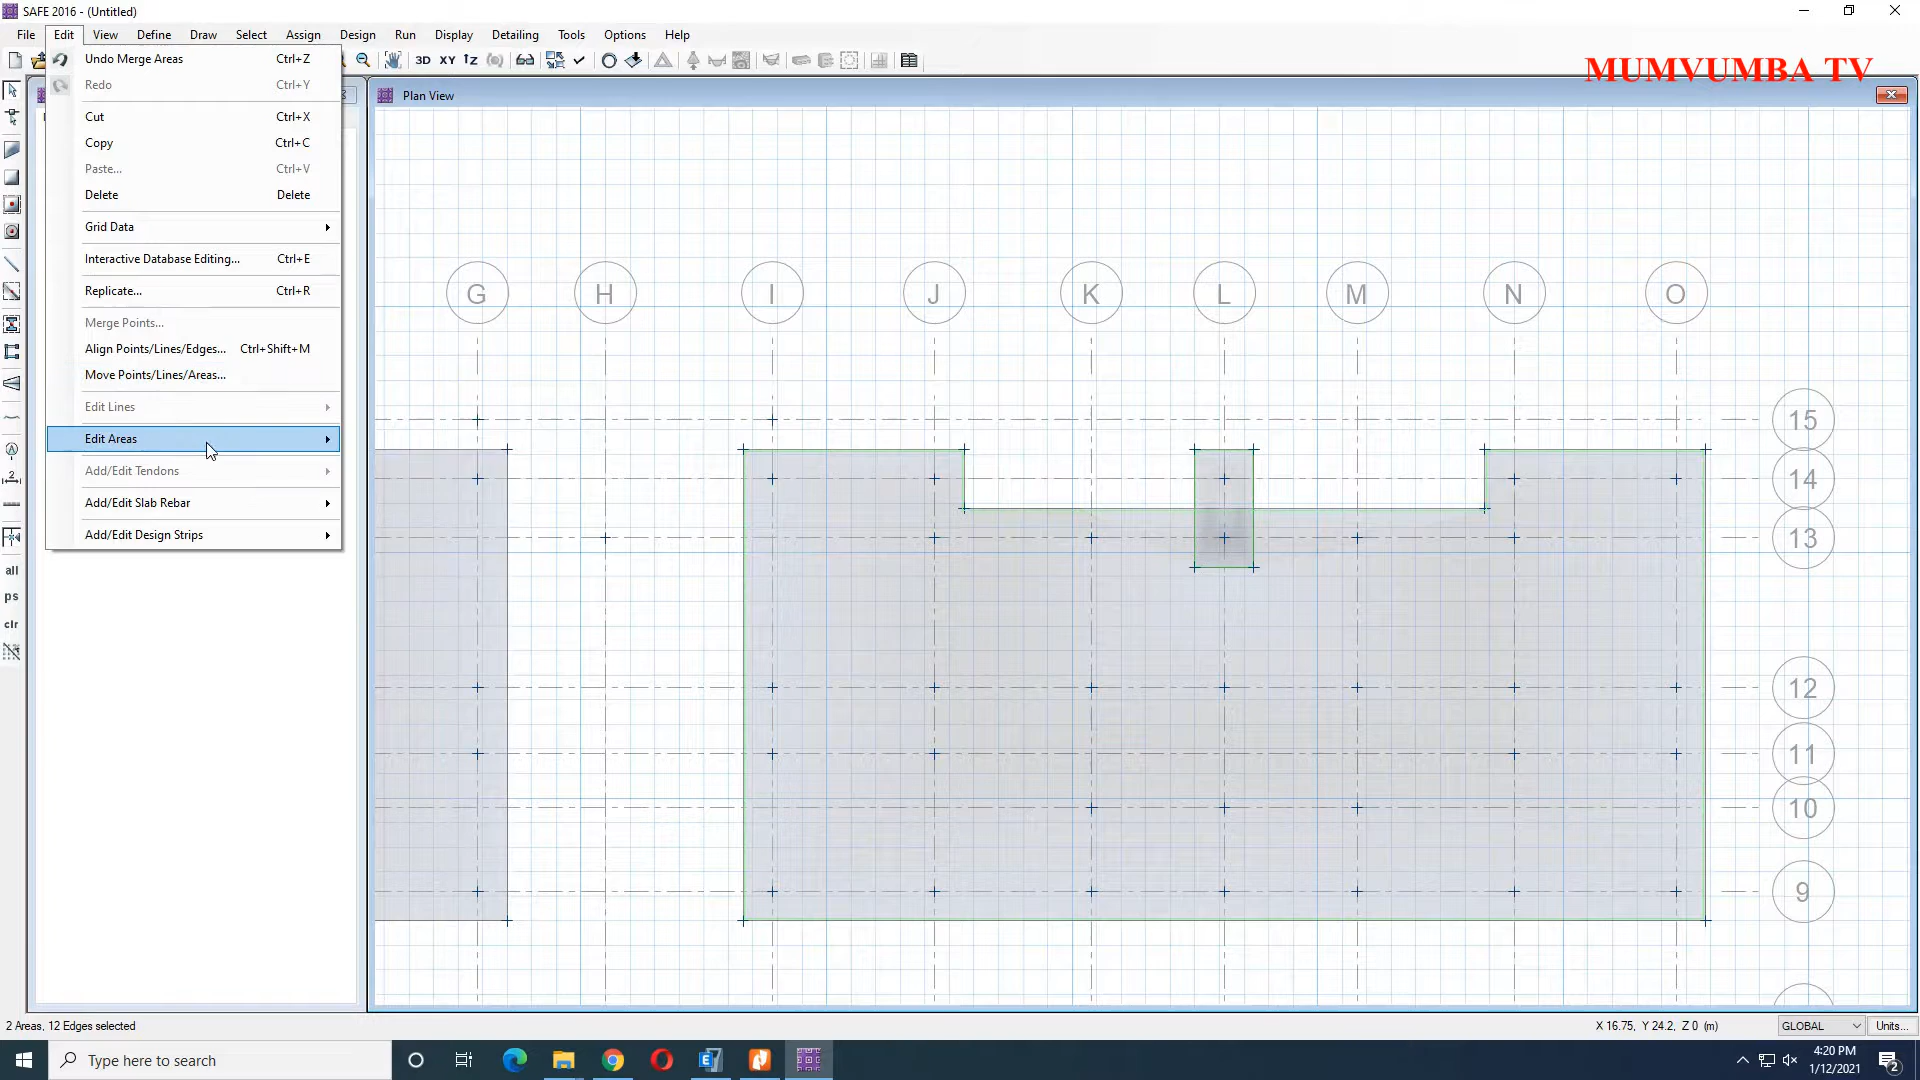 SAFE 2016 - (Untitled)
File Edit View Define Draw Select Assign Design Run Display Detailing Tools Options Help
3D XY
MUMVUMBA TV
Undo Merge Areas Ctrl+Z
Redo Ctrl+Y
Cut Ctrl+X
Copy Ctrl+C
Paste... Ctrl+V
Delete Delete
Grid Data
Interactive Database Editing... Ctrl+E
Replicate... Ctrl+R
Merge Points...
Align Points/Lines/Edges... Ctrl+Shift+M
Move Points/Lines/Areas...
Edit Lines
Edit Areas
Add/Edit Tendons
Add/Edit Slab Rebar
Add/Edit Design Strips
all
ps
clr
Plan View
G H I J K L M N O
15
14
13
12
11
10
9
2 Areas, 12 Edges selected
X 16.75, Y 24.2, Z 0 (m)
GLOBAL
Units...
Type here to search
4:20 PM
1/12/2021
2